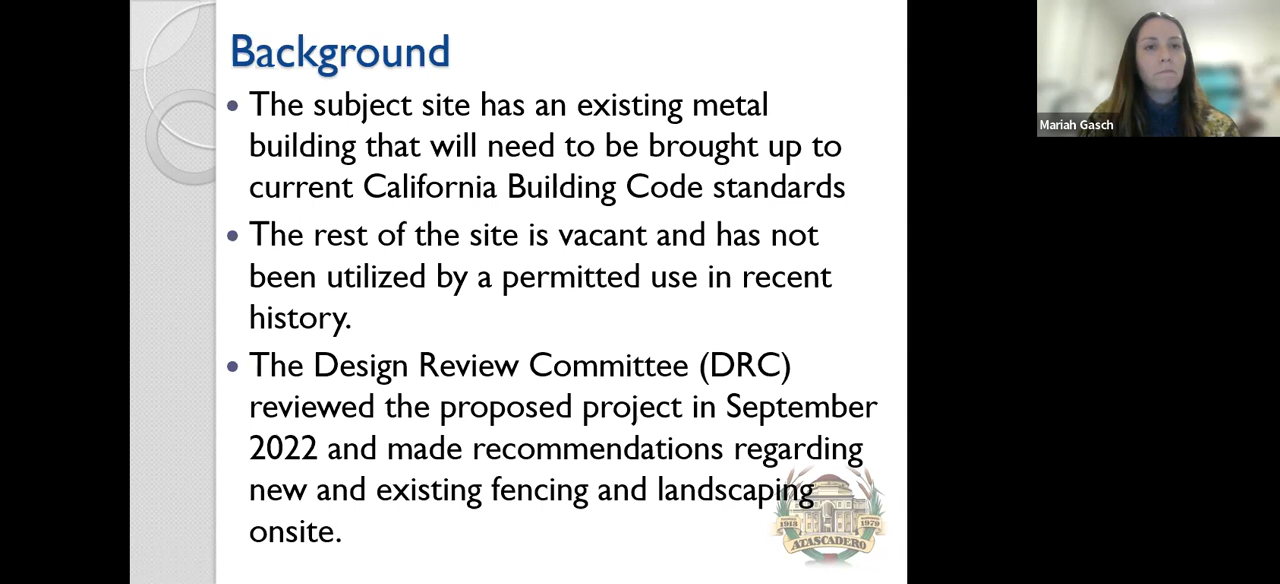 Background
• The subject site has an existing metal
building that will need to be brought up to
current California Building Code standards
• The rest of the site is vacant and has not
been utilized by a permitted use in recent
history.
• The Design Review Committee (DRC)
reviewed the proposed project in September
2022 and made recommendations regarding
new and existing fencing and landscaping
onsite.
1913
1979
ATASCADERO
Mariah Gasch